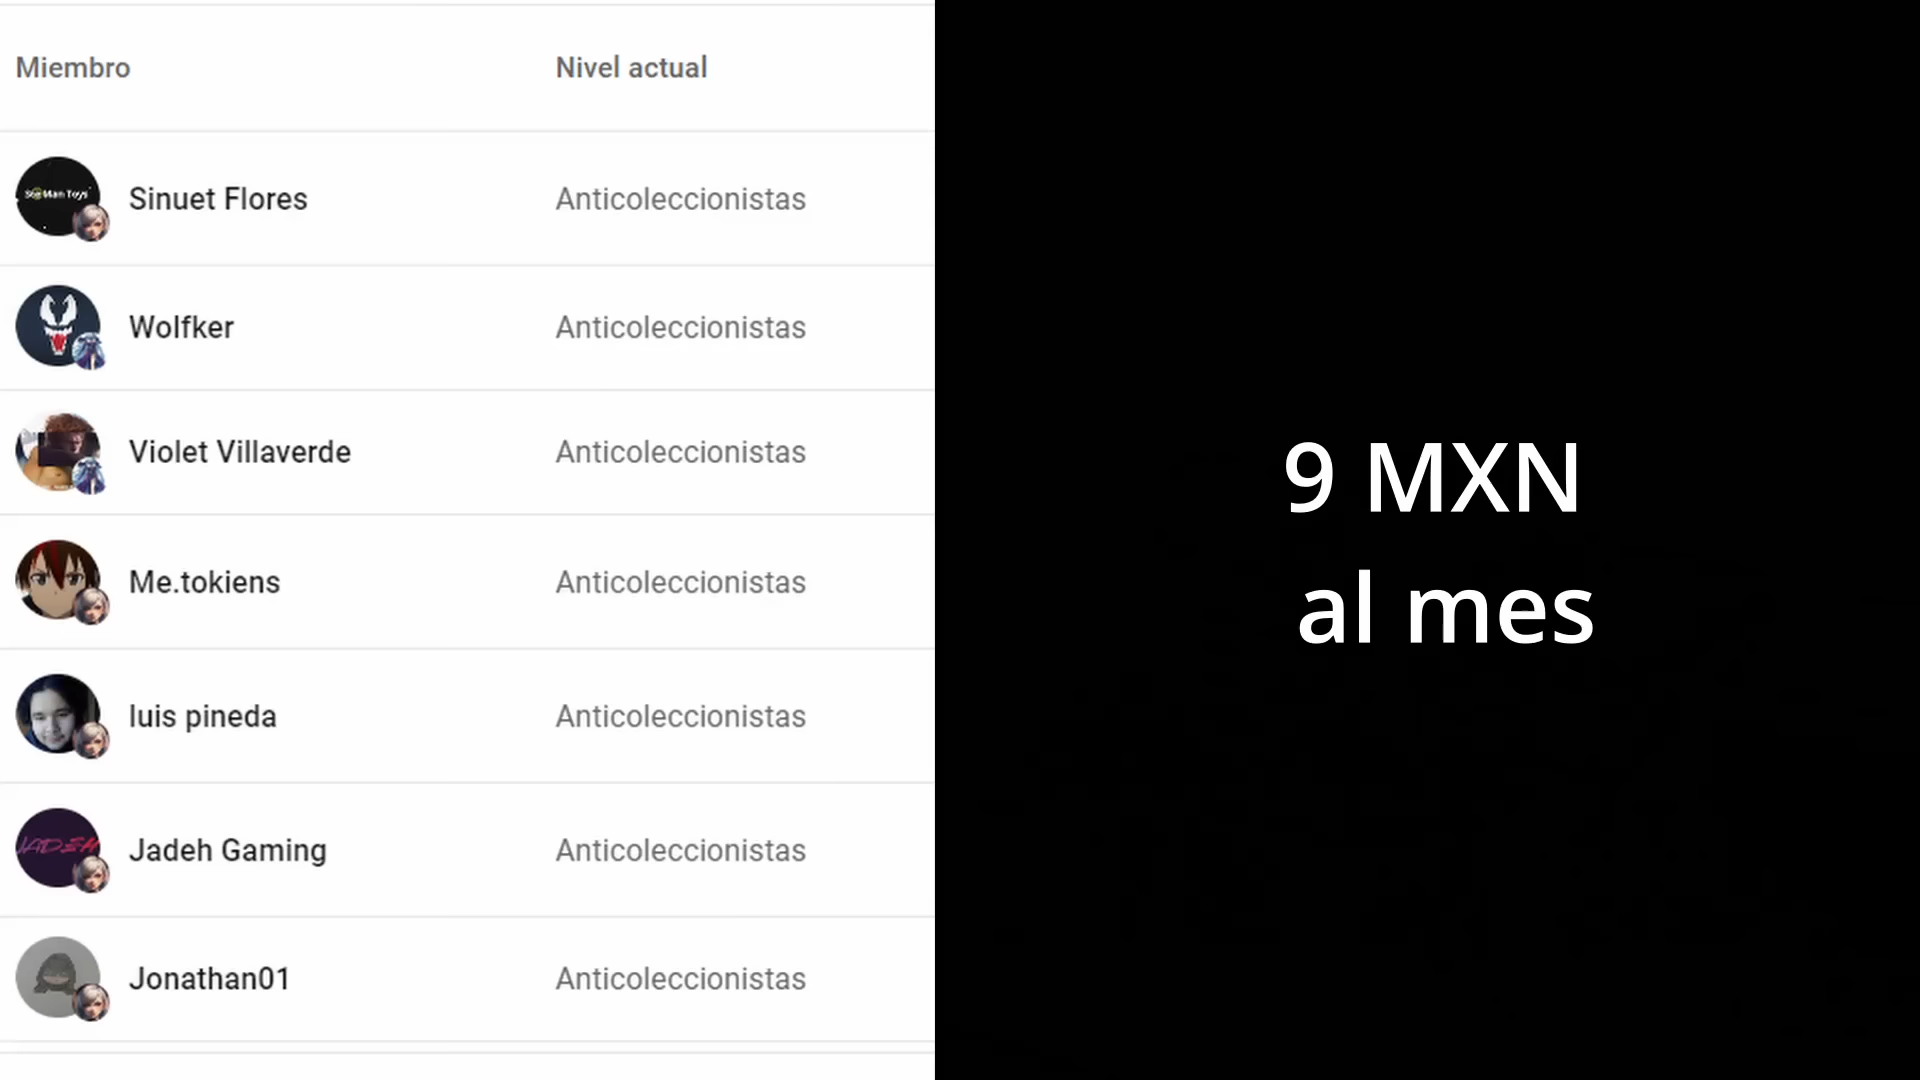 Miembro Nivel actual
Sinuet Flores Anticoleccionistas
Wolfker Anticoleccionistas
Violet Villaverde Anticoleccionistas
Me.tokiens Anticoleccionistas
luis pineda Anticoleccionistas
JADEH
Jadeh Gaming Anticoleccionistas
Jonathan01 Anticoleccionistas
9 MXN
al mes